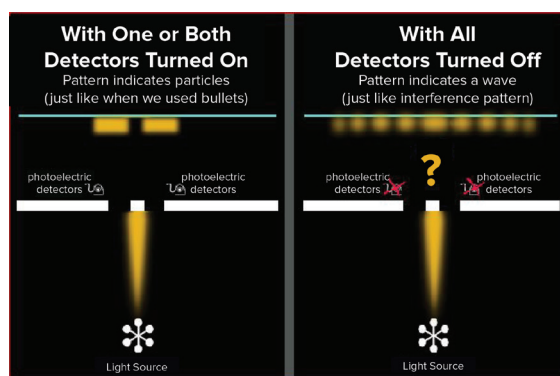 With One or Both
Detectors Turned On
Pattern indicates particles
(just like when we used bullets)
photoelectric
detectors
photoelectric
detectors
Light Source
With All
Detectors Turned Off
Pattern indicates a wave
(just like interference pattern)
?
photoelectric
detectors
photoelectric
detectors
Light Source